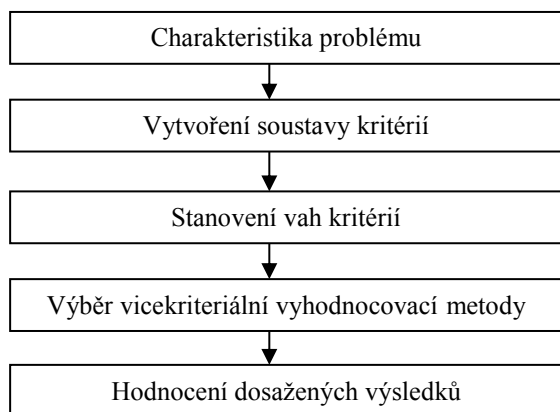 Charakteristika problému
Vytvoření soustavy kritérií
Stanovení vah kritérií
Výběr vicekriteriální vyhodnocovací metody
Hodnocení dosažených výsledků